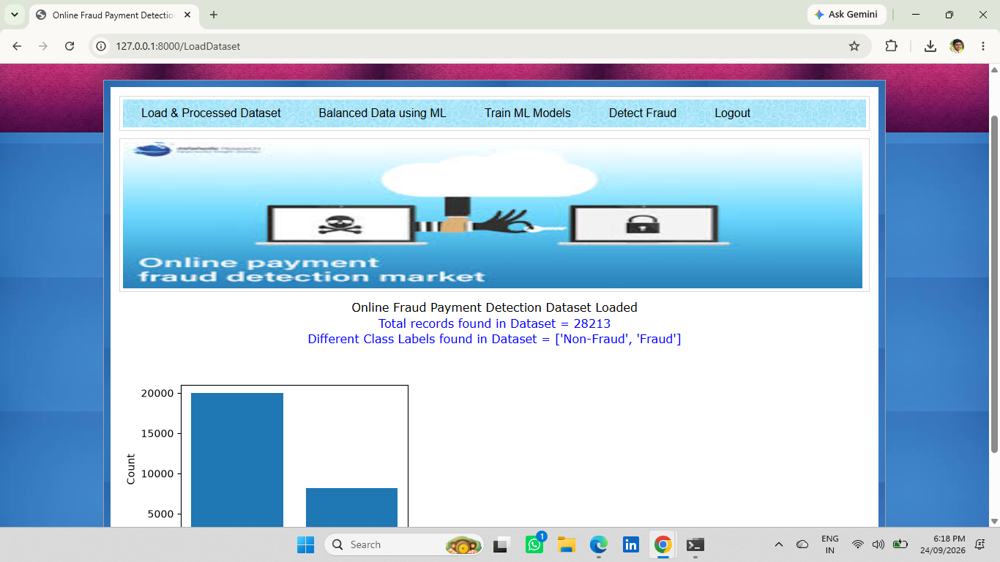 Online Fraud Payment Detectio
Ask Gemini
127.0.0.1:8000/LoadDataset
Load & Processed Dataset Balanced Data using ML Train ML Models Detect Fraud Logout
Online payment
fraud detection market
Online Fraud Payment Detection Dataset Loaded
Total records found in Dataset = 28213
Different Class Labels found in Dataset = ['Non-Fraud', 'Fraud']
20000
15000
10000
5000
Count
Search
1
ENG
IN
6:18 PM
24/09/2026